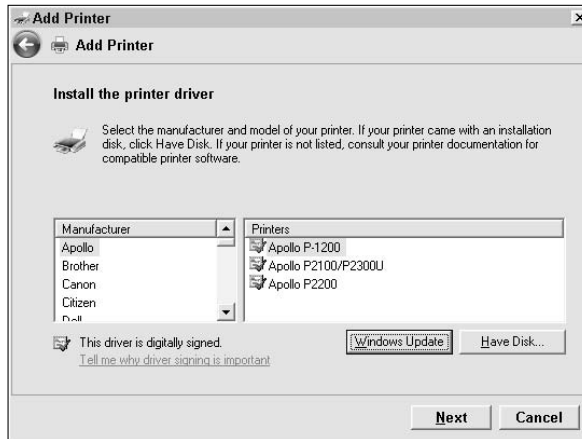 Add Printer
Add Printer
Install the printer driver
Select the manufacturer and model of your printer. If your printer came with an installation
disk, click Have Disk. If your printer is not listed, consult your printer documentation for
compatible printer software.
Manufacturer
Apollo
Brother
Canon
Citizen
Dell
Printers
Apollo P-1200
Apollo P2100/P2300U
Apollo P2200
This driver is digitally signed.
Tell me why driver signing is important
Windows Update
Have Disk...
Next
Cancel